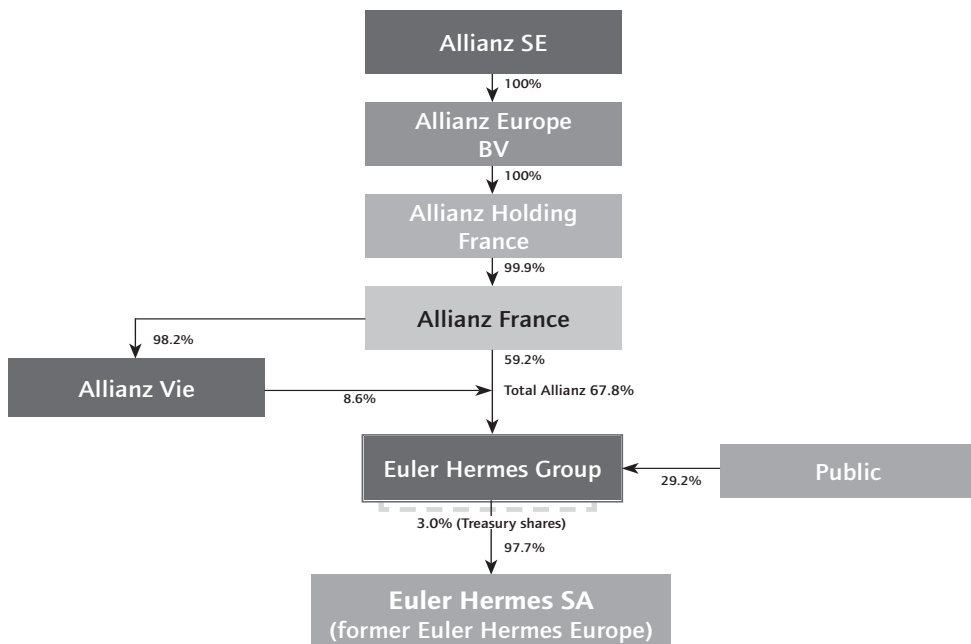 Allianz SE
100%
Allianz Europe
BV
100%
Allianz Holding
France
99.9%
Allianz France
98.2%
59.2%
Allianz Vie
8.6%
Total Allianz 67.8%
Euler Hermes Group
29.2%
Public
3.0% (Treasury shares)
97.7%
Euler Hermes SA
(former Euler Hermes Europe)